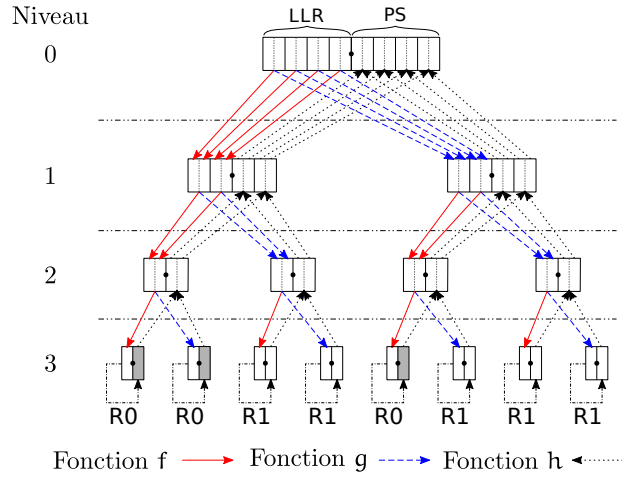 Niveau
LLR PS
0
1
2
3
R0 R0 R1 R1 R0 R1 R1 R1
Fonction f Fonction g Fonction h